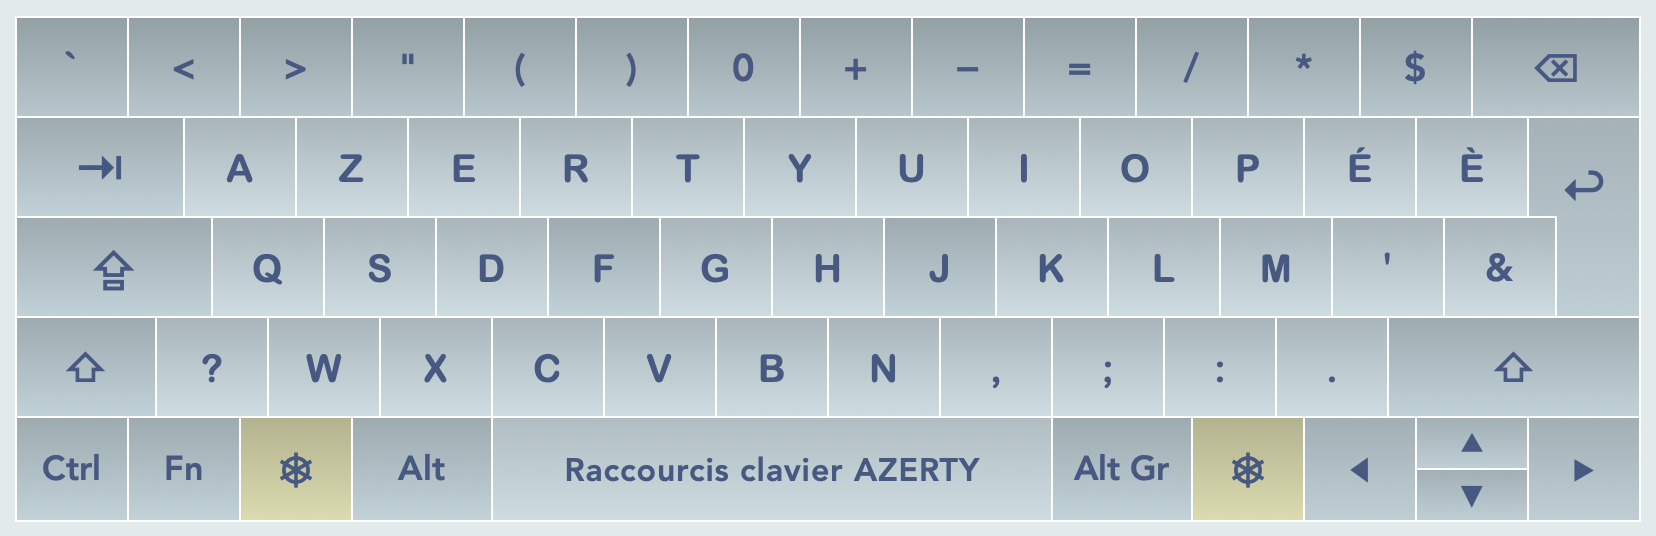 ` < > " ( ) 0 + − = / * $
A Z E R T Y U I O P É È
Q S D F G H J K L M ' &
? W X C V B N , ; : .
Ctrl Fn Alt Raccourcis clavier AZERTY Alt Gr